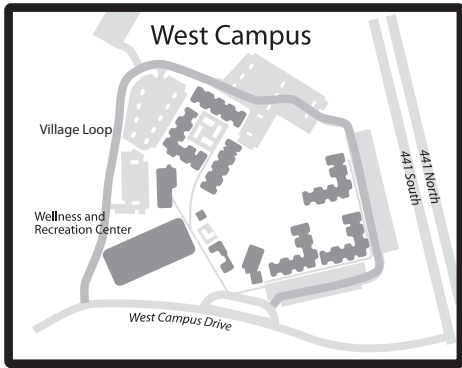 West Campus
Village Loop
441 North
441 South
Wellness and
Recreation Center
West Campus Drive